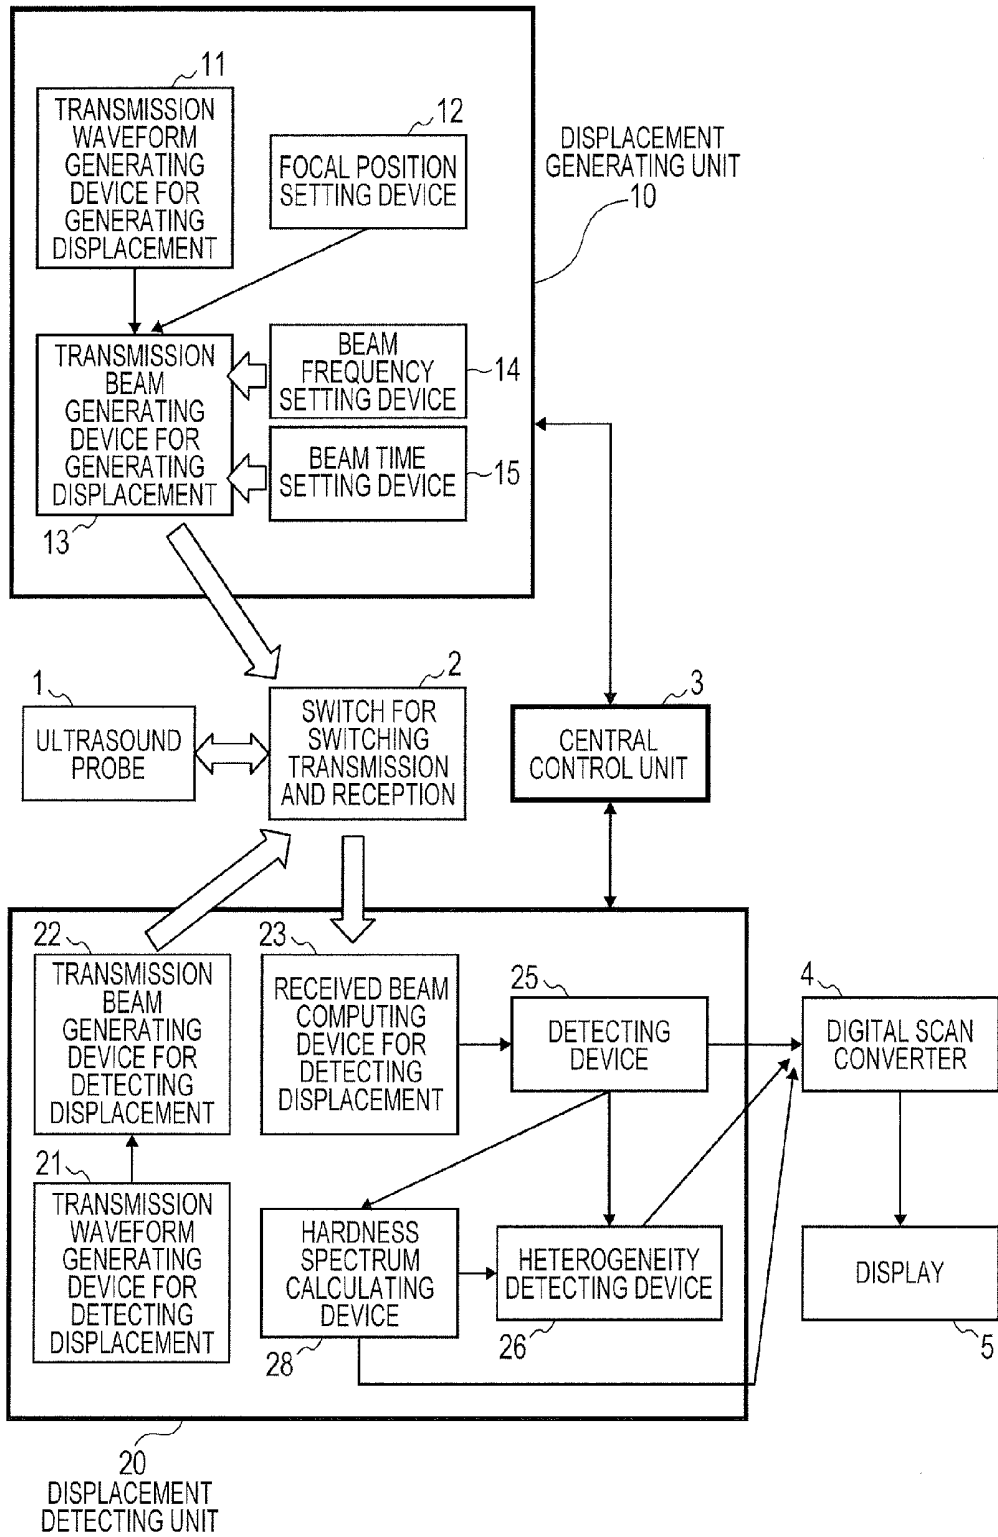 11
TRANSMISSION
WAVEFORM
GENERATING
DEVICE FOR
GENERATING
DISPLACEMENT
12
FOCAL POSITION
SETTING DEVICE
DISPLACEMENT
GENERATING UNIT
10
TRANSMISSION
BEAM
GENERATING
DEVICE FOR
GENERATING
DISPLACEMENT
13
BEAM
FREQUENCY
SETTING DEVICE
14
BEAM TIME
SETTING DEVICE
15
1
ULTRASOUND
PROBE
2
SWITCH FOR
SWITCHING
TRANSMISSION
AND RECEPTION
3
CENTRAL
CONTROL UNIT
22
TRANSMISSION
BEAM
GENERATING
DEVICE FOR
DETECTING
DISPLACEMENT
23
RECEIVED BEAM
COMPUTING
DEVICE FOR
DETECTING
DISPLACEMENT
25
DETECTING
DEVICE
4
DIGITAL SCAN
CONVERTER
21
TRANSMISSION
WAVEFORM
GENERATING
DEVICE FOR
DETECTING
DISPLACEMENT
HARDNESS
SPECTRUM
CALCULATING
DEVICE
28
HETEROGENEITY
DETECTING DEVICE
26
DISPLAY
5
20
DISPLACEMENT
DETECTING UNIT